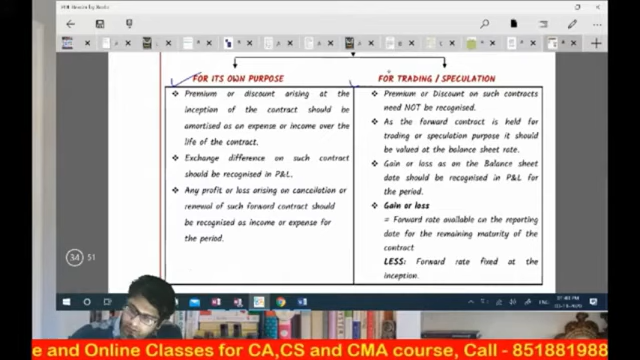 FOR ITS OWN PURPOSE
Premium or discount arising at the
inception of the contract should be
amortised as an expense or income over the
life of the contract.
Exchange difference on such contract
should be recognised in P&L.
Any profit or loss arising on cancellation or
renewal of such forward contract should
be recognised as income or expense for
the period.
FOR TRADING / SPECULATION
Premium or Discount on such contracts
need NOT be recognised.
As the forward contract is held for
trading or speculation purpose it should
be valued at the balance sheet rate.
Gain or loss as on the Balance sheet
date should be recognised in P&L for
the period.
Gain or loss
= Forward rate available on the reporting
date for the remaining maturity of the
contract
LESS: Forward rate fixed at the
inception.
34 51
e and Online Classes for CA,CS and CMA course, Call - 851881988